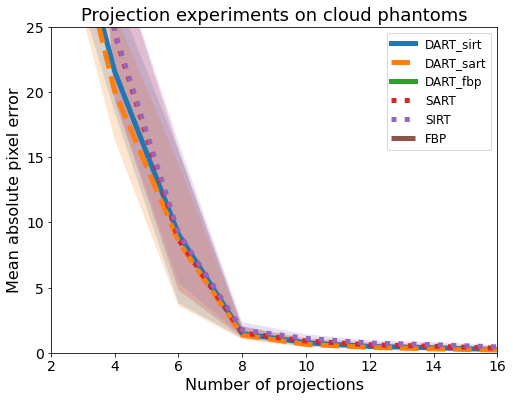 Projection experiments on cloud phantoms
Mean absolute pixel error
25
20
15
10
5
0
2
4
6
8
10
12
14
16
Number of projections
DART_sirt
DART_sart
DART_fbp
SART
SIRT
FBP